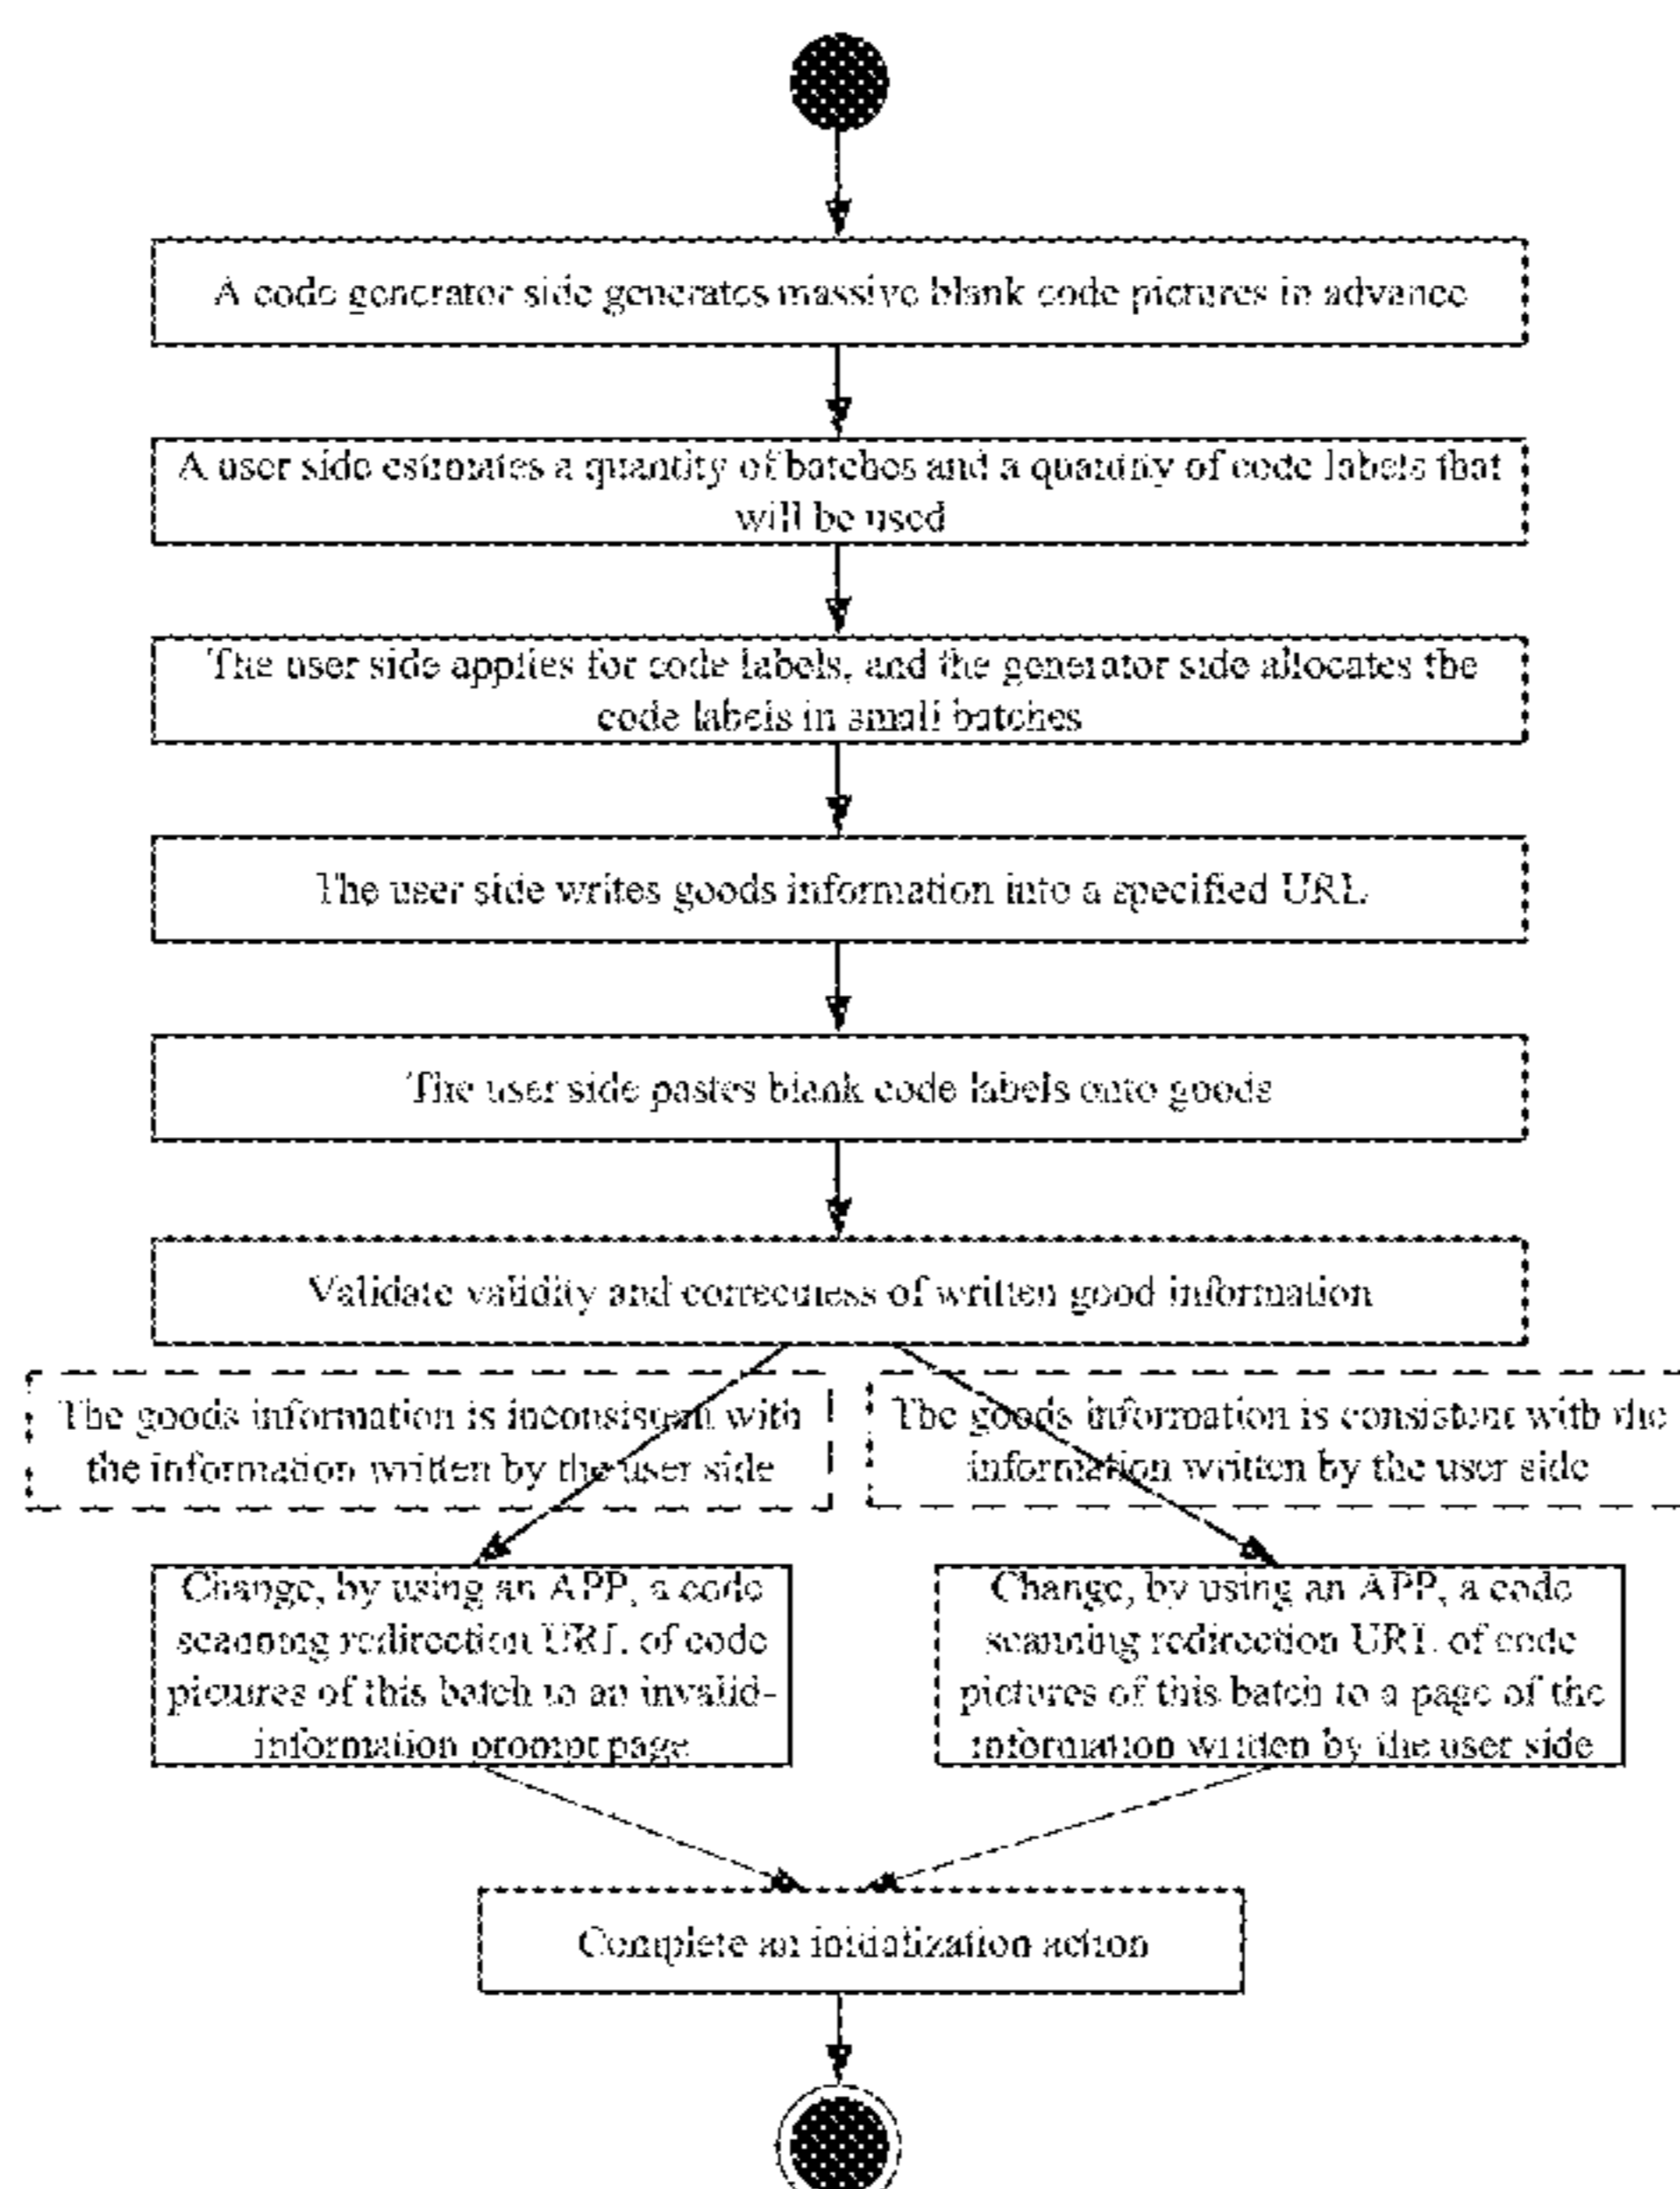 A code generator side generates massive blank code pictures in advance
A user side estimates a quantity of batches and a quantity of code labels that
will be used
The user side applies for code labels, and the generator side allocates the
code labels in small batches
The user side writes goods information into a specified URL
The user side pastes blank code labels onto goods
Validate validity and correctness of written good information
The goods information is inconsistent with
the information written by the user side
The goods information is consistent with the
information written by the user side
Change, by using an APP, a code
scanning redirection URL of code
pictures of this batch to an invalid-
information prompt page
Change, by using an APP, a code
scanning redirection URL of code
pictures of this batch to a page of the
information written by the user side
Complete an initialization action